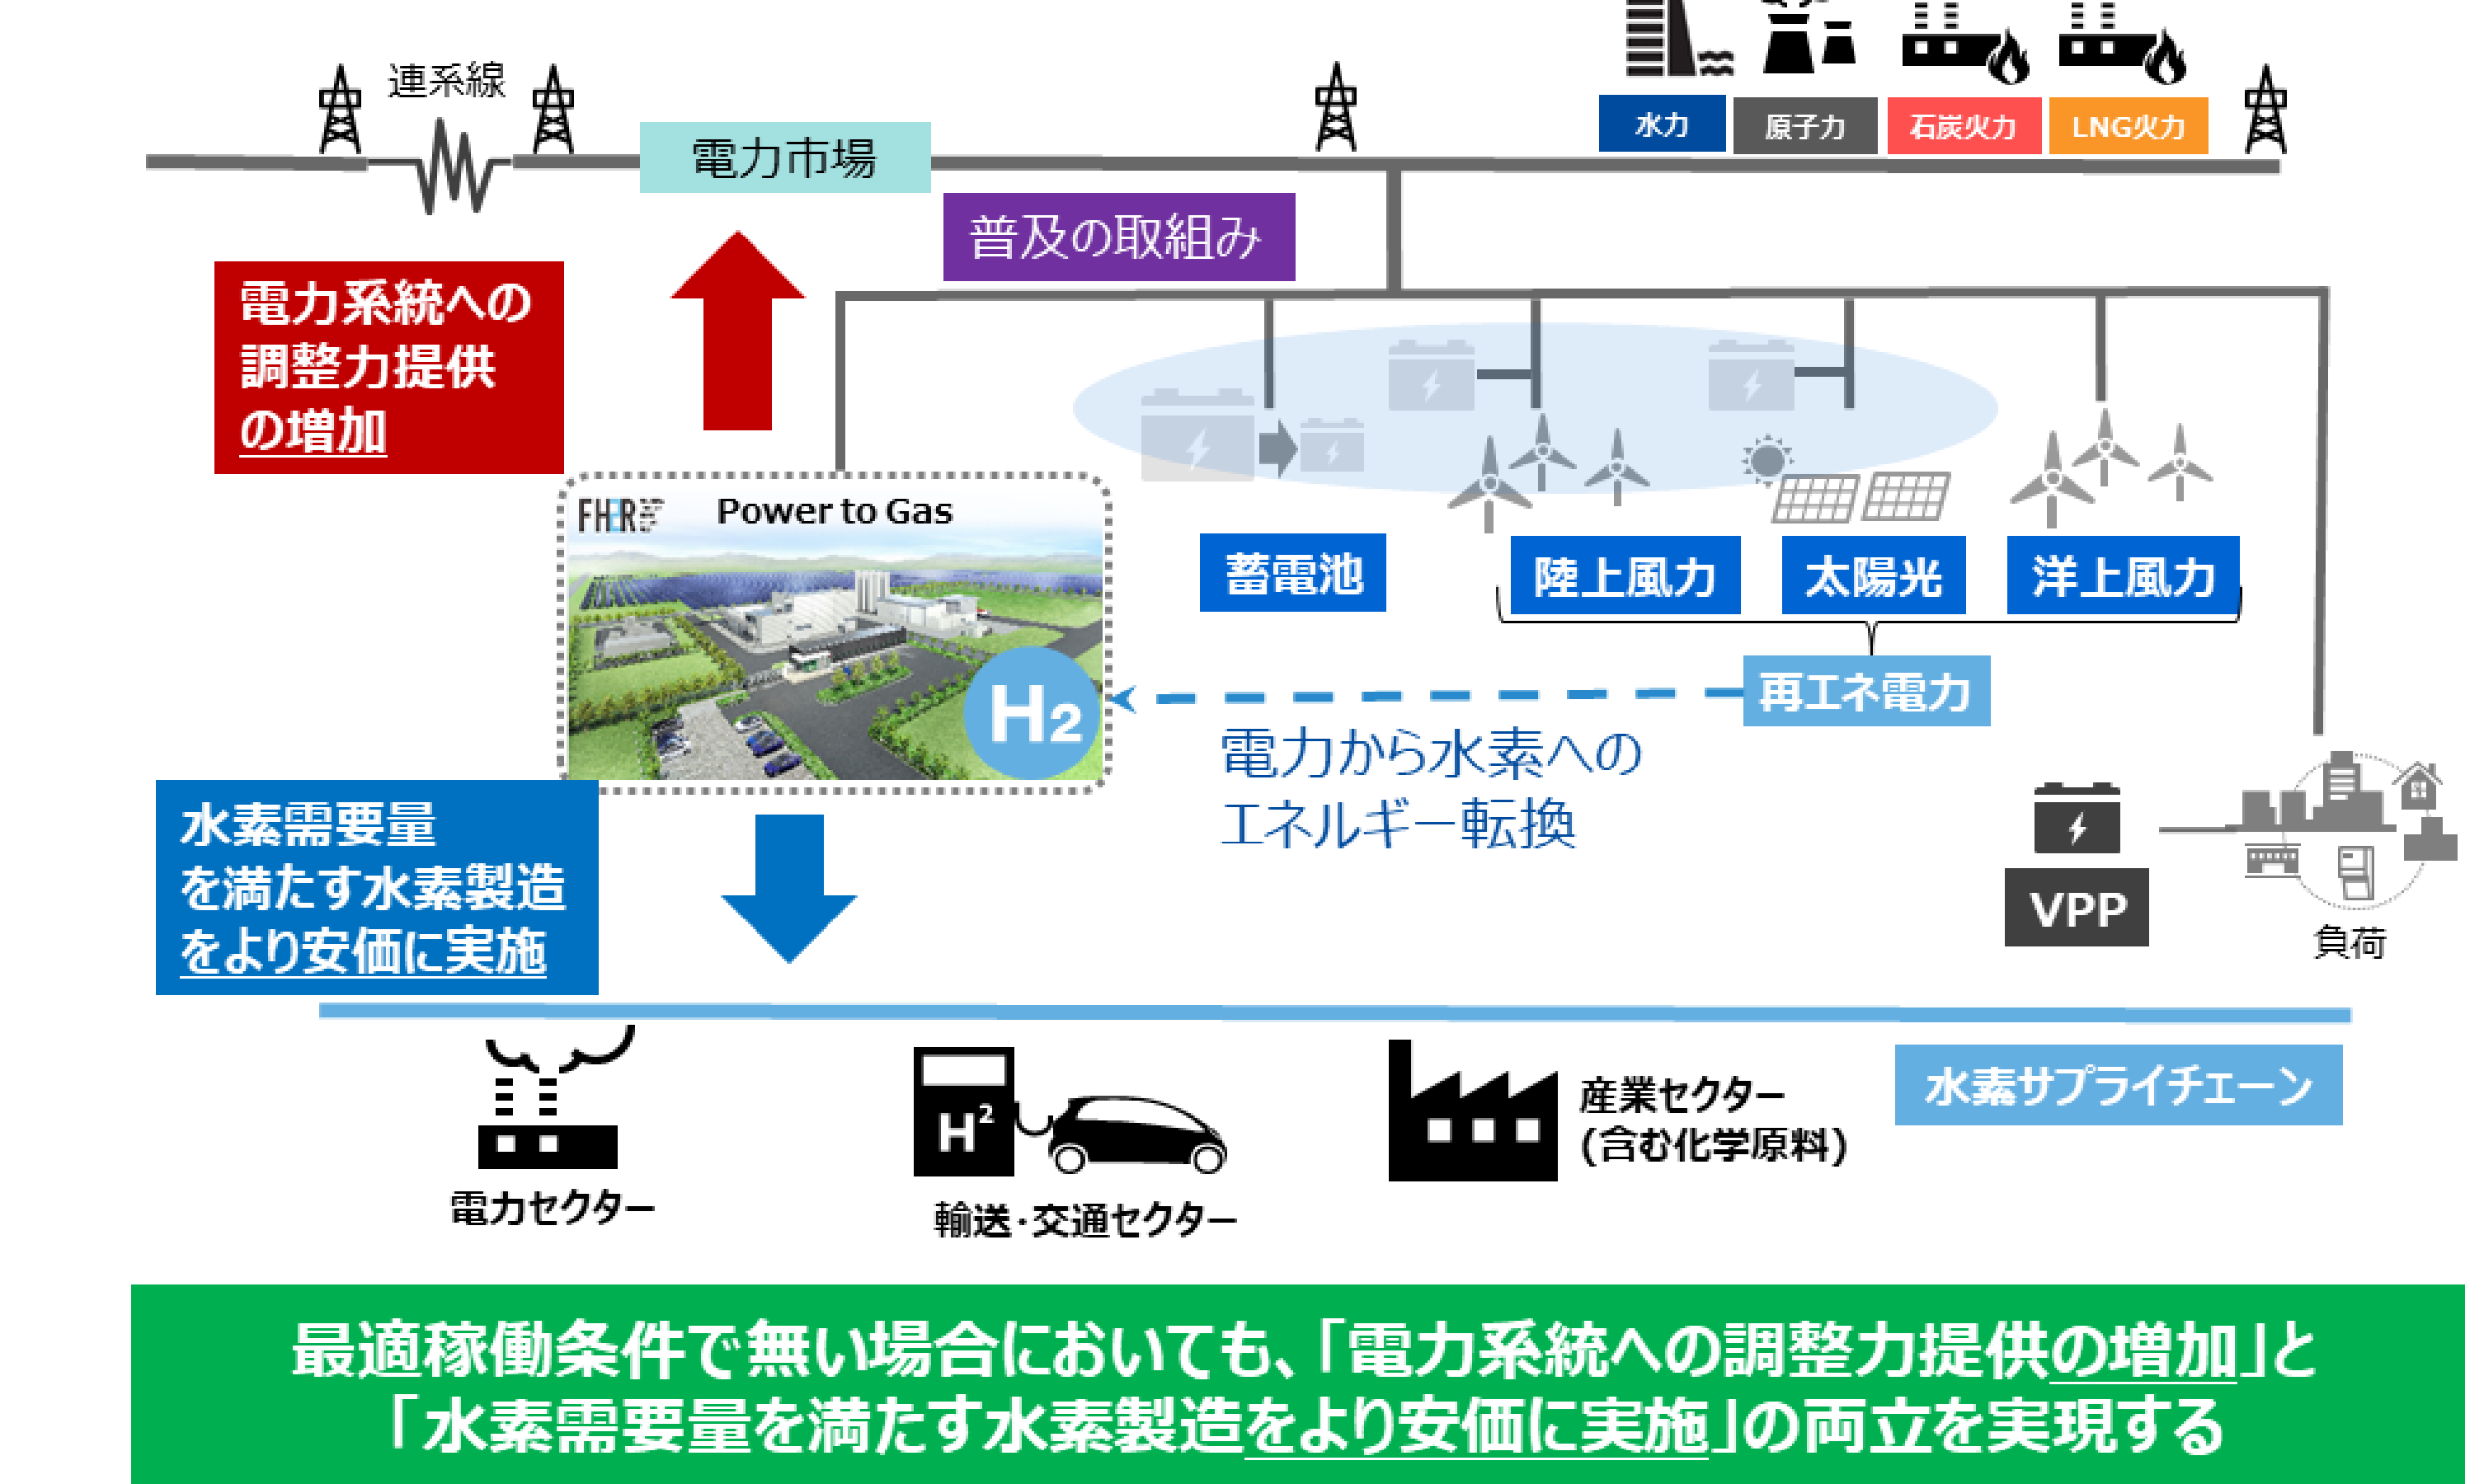 連系線
水力
原子力
石炭火力
LNG火力
電力市場
普及の取組み
電力系統への
調整力提供
の増加
FH2R
Power to Gas
H2
蓄電池
陸上風力
太陽光
洋上風力
再エネ電力
電力から水素への
エネルギー転換
水素需要量
を満たす水素製造
をより安価に実施
VPP
負荷
水素サプライチェーン
H2
電力セクター
輸送・交通セクター
産業セクター
(含む化学原料)
最適稼働条件で無い場合においても、「電力系統への調整力提供の増加」と
「水素需要量を満たす水素製造をより安価に実施」の両立を実現する